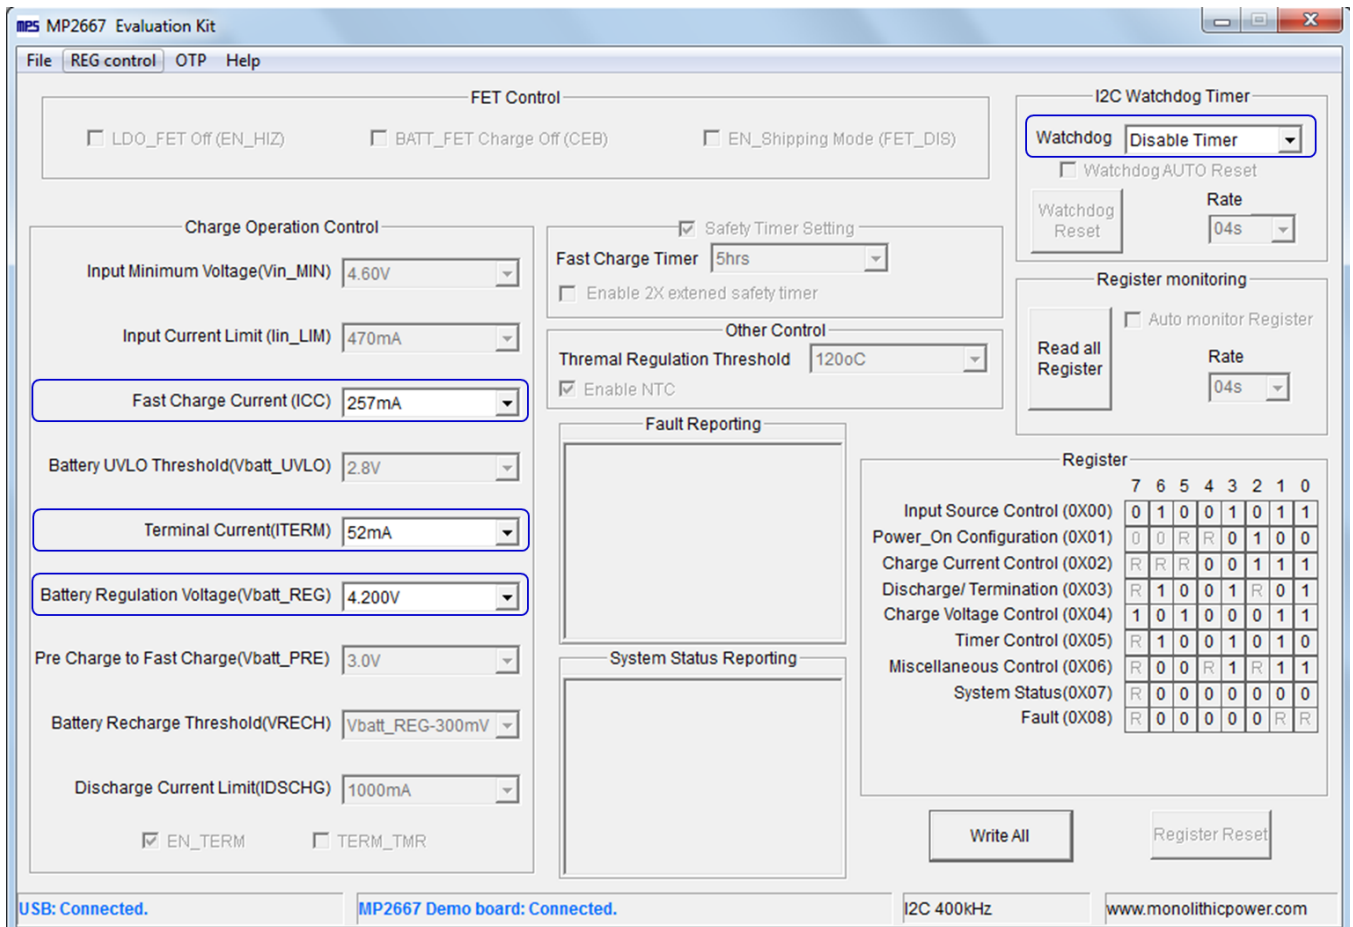 mps MP2667 Evaluation Kit
File REG control OTP Help
FET Control
LDO_FET Off (EN_HIZ) BATT_FET Charge Off (CEB) EN_Shipping Mode (FET_DIS)
I2C Watchdog Timer
Watchdog Disable Timer
Watchdog AUTO Reset
Watchdog
Reset
Rate
04s
Charge Operation Control
Input Minimum Voltage(Vin_MIN) 4.60V
Input Current Limit (Iin_LIM) 470mA
Fast Charge Current (ICC) 257mA
Battery UVLO Threshold(Vbatt_UVLO) 2.8V
Terminal Current(ITERM) 52mA
Battery Regulation Voltage(Vbatt_REG) 4.200V
Pre Charge to Fast Charge(Vbatt_PRE) 3.0V
Battery Recharge Threshold(VRECH) Vbatt_REG-300mV
Discharge Current Limit(IDSCHG) 1000mA
EN_TERM TERM_TMR
Safety Timer Setting
Fast Charge Timer 5hrs
Enable 2X extened safety timer
Other Control
Thremal Regulation Threshold 120oC
Enable NTC
Fault Reporting
System Status Reporting
Register monitoring
Read all
Register
Auto monitor Register
Rate
04s
Register
7 6 5 4 3 2 1 0
Input Source Control (0X00) 0 1 0 0 1 0 1 1
Power_On Configuration (0X01) 0 0 R R 0 1 0 0
Charge Current Control (0X02) R R R 0 0 1 1 1
Discharge/ Termination (0X03) R 1 0 0 1 R 0 1
Charge Voltage Control (0X04) 1 0 1 0 0 0 1 1
Timer Control (0X05) R 1 0 0 1 0 1 0
Miscellaneous Control (0X06) R 0 0 R 1 R 1 1
System Status(0X07) R 0 0 0 0 0 0 0
Fault (0X08) R 0 0 0 0 0 R R
Write All Register Reset
USB: Connected. MP2667 Demo board: Connected. I2C 400kHz www.monolithicpower.com